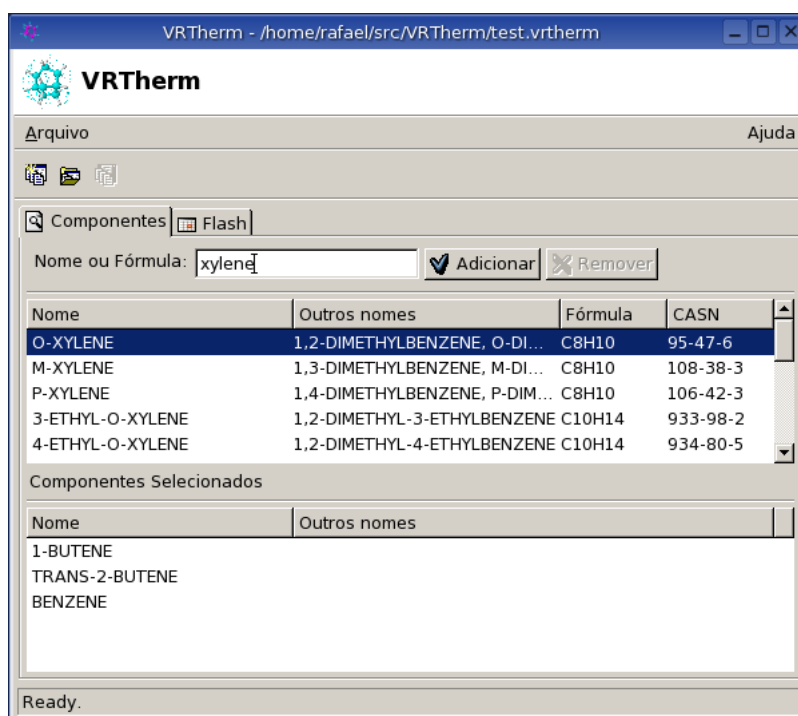 VRTherm - /home/rafael/src/VRTherm/test.vrtherm
VRTherm
Arquivo Ajuda
Componentes Flash
Nome ou Fórmula: xylene Adicionar Remover
Nome Outros nomes Fórmula CASN
O-XYLENE 1,2-DIMETHYLBENZENE, O-DI... C8H10 95-47-6
M-XYLENE 1,3-DIMETHYLBENZENE, M-DI... C8H10 108-38-3
P-XYLENE 1,4-DIMETHYLBENZENE, P-DIM... C8H10 106-42-3
3-ETHYL-O-XYLENE 1,2-DIMETHYL-3-ETHYLBENZENE C10H14 933-98-2
4-ETHYL-O-XYLENE 1,2-DIMETHYL-4-ETHYLBENZENE C10H14 934-80-5
Componentes Selecionados
Nome Outros nomes
1-BUTENE
TRANS-2-BUTENE
BENZENE
Ready.